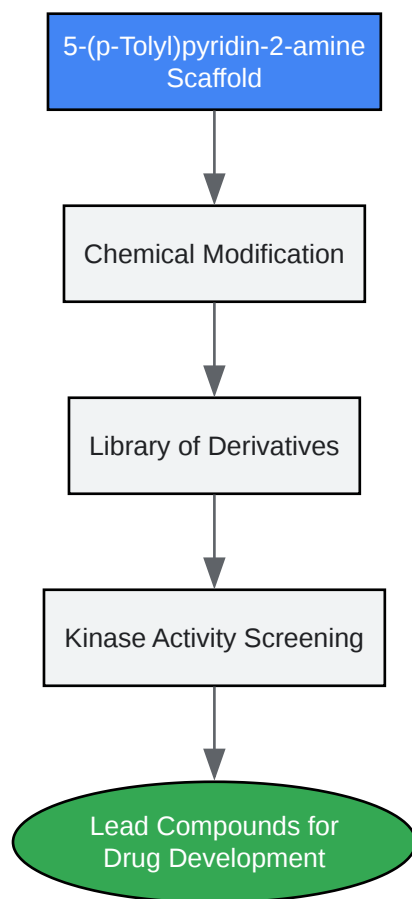 5-(p-Tolyl)pyridin-2-amine
Scaffold
Chemical Modification
Library of Derivatives
Kinase Activity Screening
Lead Compounds for
Drug Development